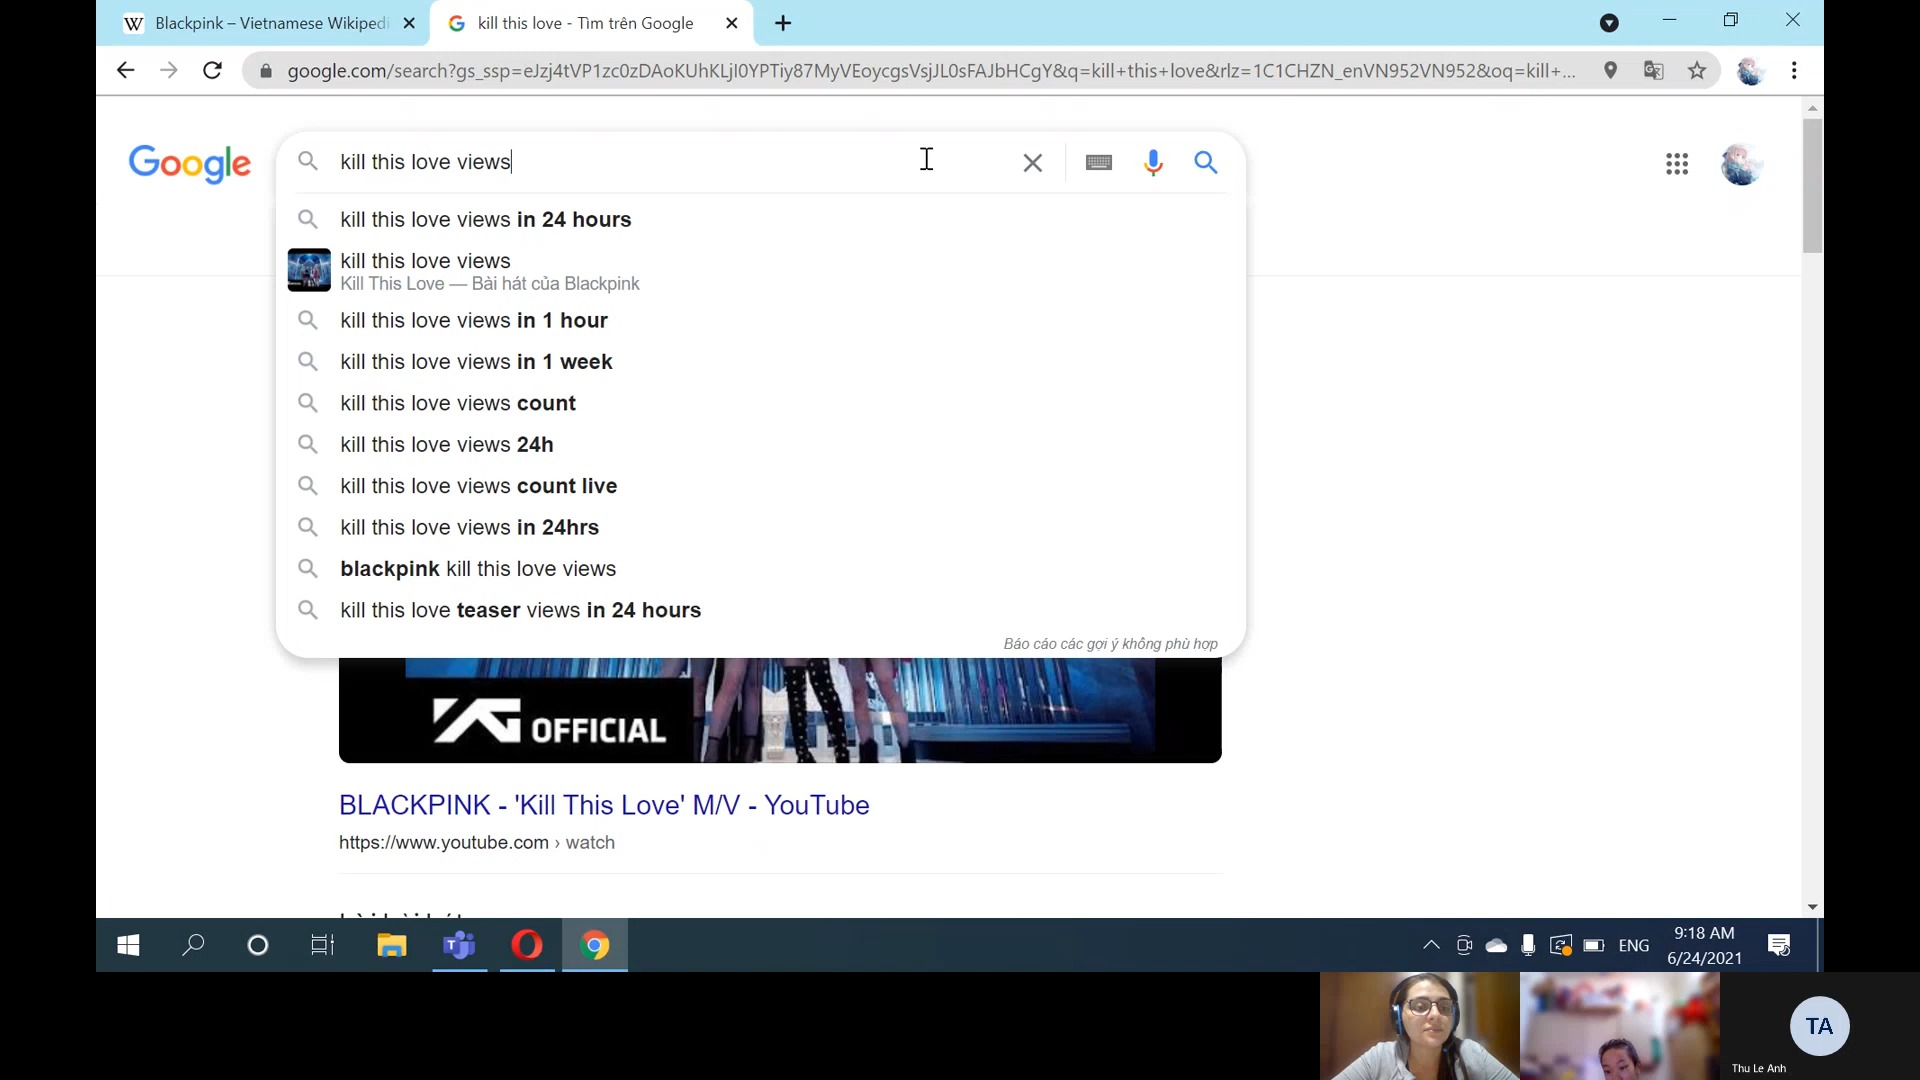 Blackpink – Vietnamese Wikipedi
kill this love - Tìm trên Google
google.com/search?gs_ssp=eJzj4tVP1zc0zDAoKUhKLjI0YPTiy87MyVEoycgsVsjJL0sFAJbHCgY&q=kill+this+love&rlz=1C1CHZN_enVN952VN952&oq=kill+...
Google
kill this love views
kill this love views in 24 hours
kill this love views
Kill This Love — Bài hát của Blackpink
kill this love views in 1 hour
kill this love views in 1 week
kill this love views count
kill this love views 24h
kill this love views count live
kill this love views in 24hrs
blackpink kill this love views
kill this love teaser views in 24 hours
Báo cáo các gợi ý không phù hợp
YG OFFICIAL
BLACKPINK - 'Kill This Love' M/V - YouTube
https://www.youtube.com › watch
ENG
9:18 AM
6/24/2021
TA
Thu Le Anh